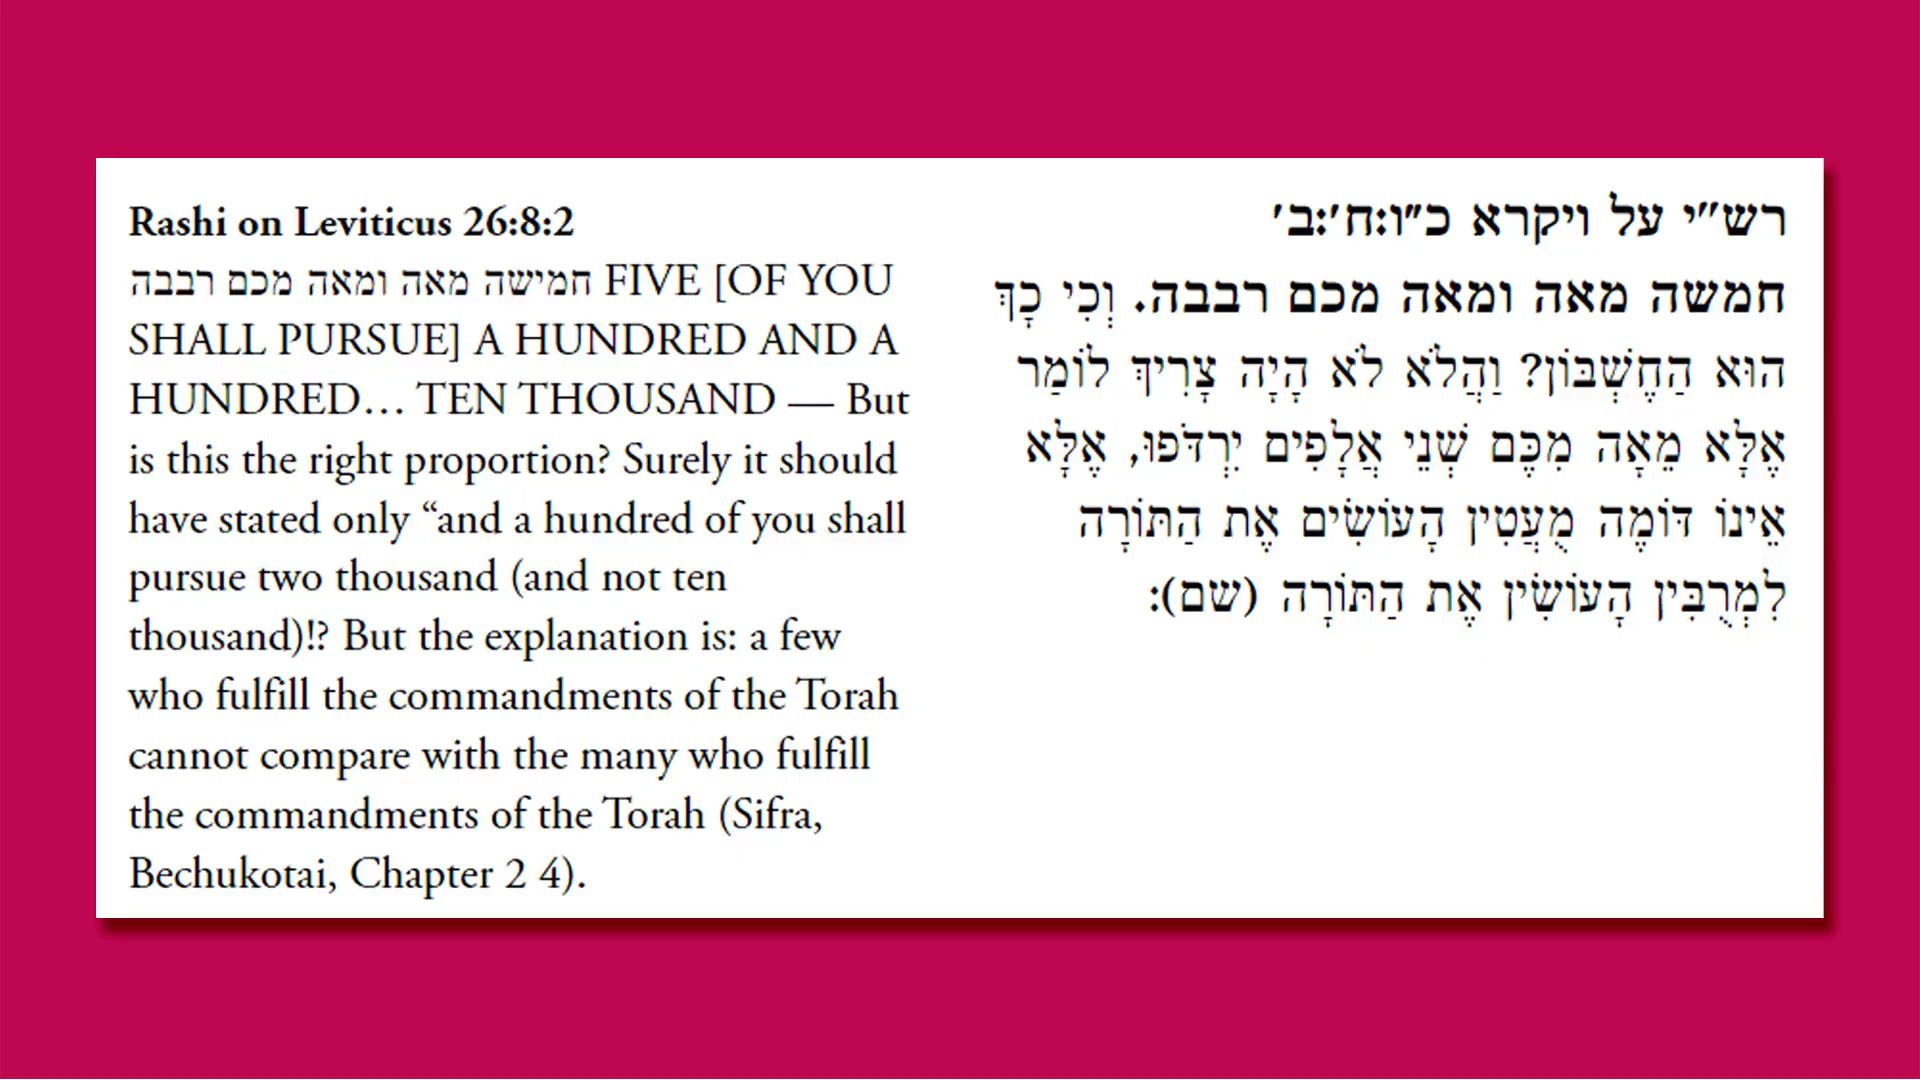 Rashi on Leviticus 26:8:2
חמישה מאה ומאה מכם רבבה FIVE [OF YOU
SHALL PURSUE] A HUNDRED AND A
HUNDRED… TEN THOUSAND — But
is this the right proportion? Surely it should
have stated only “and a hundred of you shall
pursue two thousand (and not ten
thousand)!? But the explanation is: a few
who fulfill the commandments of the Torah
cannot compare with the many who fulfill
the commandments of the Torah (Sifra,
Bechukotai, Chapter 2 4).
רש״י על ויקרא כ״ו:ח׳:ב׳
חמשה מאה ומאה מכם רבבה. וְכִי כָךְ
הוּא הַחֶשְׁבּוֹן? וַהֲלֹא לֹא הָיָה צָרִיךְ לוֹמַר
אֶלָּא מֵאָה מִכֶּם שְׁנֵי אֲלָפִים יִרְדֹּפוּ, אֶלָּא
אֵינוֹ דּוֹמֶה מֻעֲטִין הָעוֹשִׂים אֶת הַתּוֹרָה
לִמְרֻבִּין הָעוֹשִׂין אֶת הַתּוֹרָה (שם):